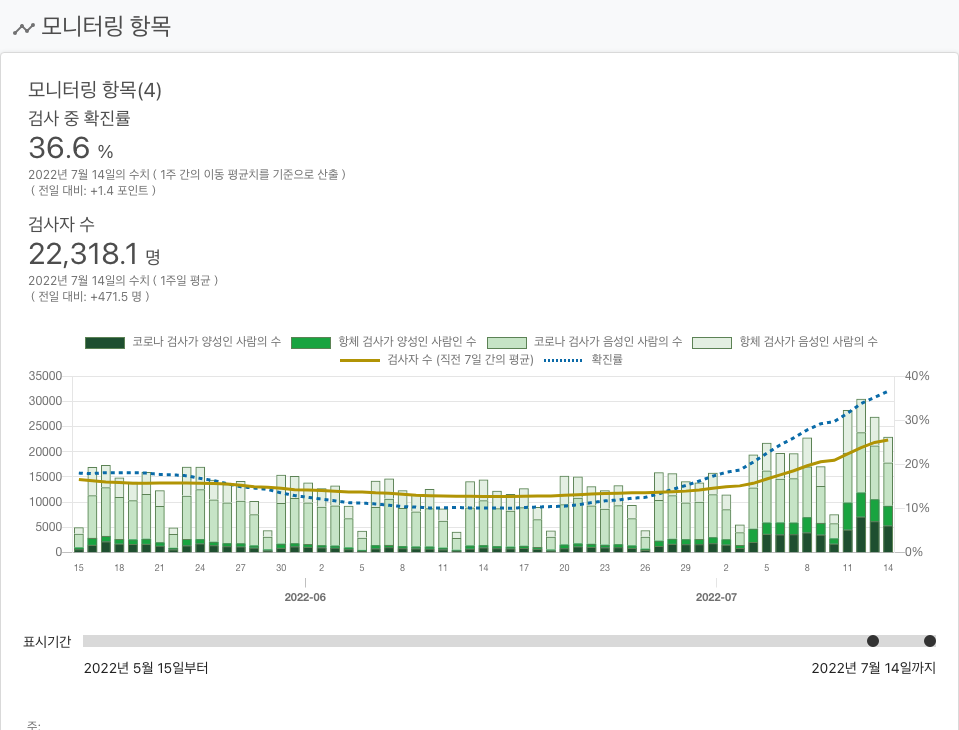 모니터링 항목
모니터링 항목(4)
검사 중 확진률
36.6 %
2022년 7월 14일의 수치 ( 1주 간의 이동 평균치를 기준으로 산출 )
( 전일 대비: +1.4 포인트 )
검사자 수
22,318.1 명
2022년 7월 14일의 수치 ( 1주일 평균 )
( 전일 대비: +471.5 명 )
코로나 검사가 양성인 사람의 수 항체 검사가 양성인 사람인 수 코로나 검사가 음성인 사람의 수 항체 검사가 음성인 사람의 수
검사자 수 (직전 7일 간의 평균) 확진률
35000 40%
30000
25000 30%
20000
15000 20%
10000 10%
5000
0 0%
15 18 21 24 27 30 2 5 8 11 14 17 20 23 26 29 2 5 8 11 14
2022-06 2022-07
표시기간
2022년 5월 15일부터 2022년 7월 14일까지
주: